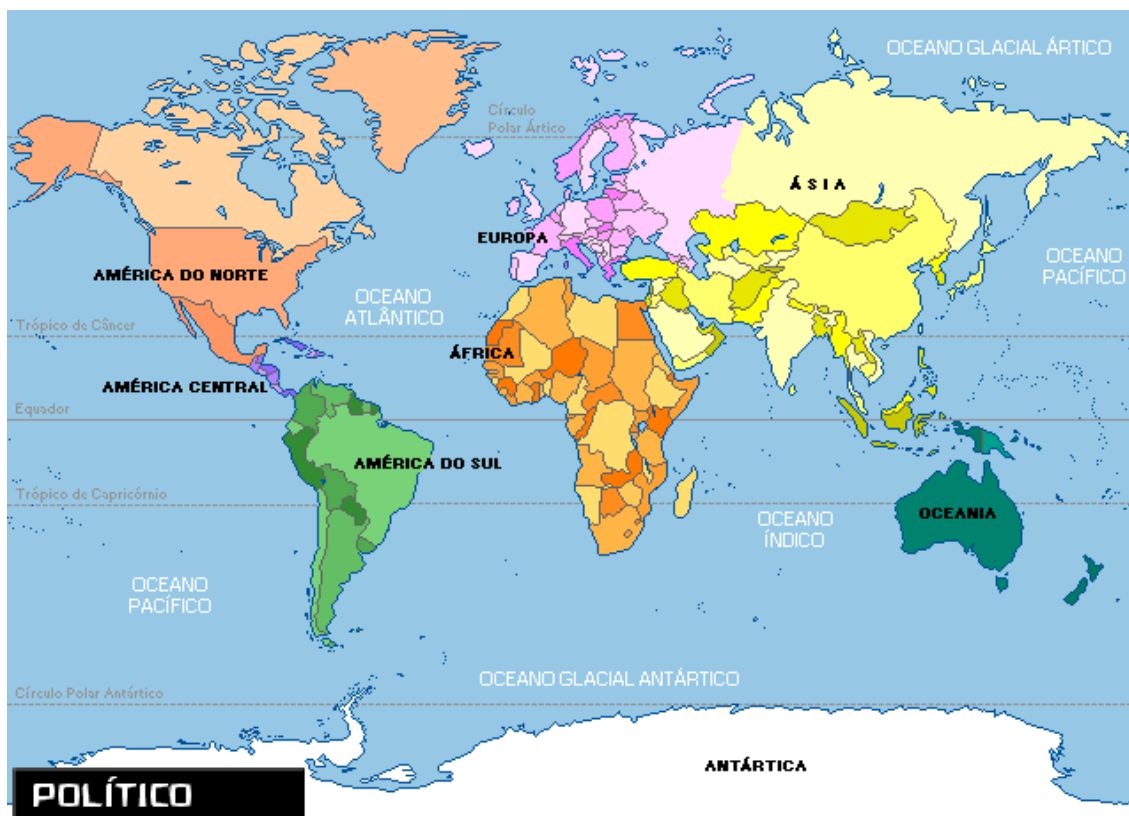 OCEANO GLACIAL ÁRTICO
Círculo
Polar Ártico
ÁSIA
EUROPA
AMÉRICA DO NORTE
OCEANO
PACÍFICO
OCEANO
ATLÂNTICO
Trópico de Câncer
ÁFRICA
AMÉRICA CENTRAL
Equador
AMÉRICA DO SUL
Trópico de Capricórnio
OCEANIA
OCEANO
ÍNDICO
OCEANO
PACÍFICO
OCEANO GLACIAL ANTÁRTICO
Círculo Polar Antártico
ANTÁRTICA
POLÍTICO